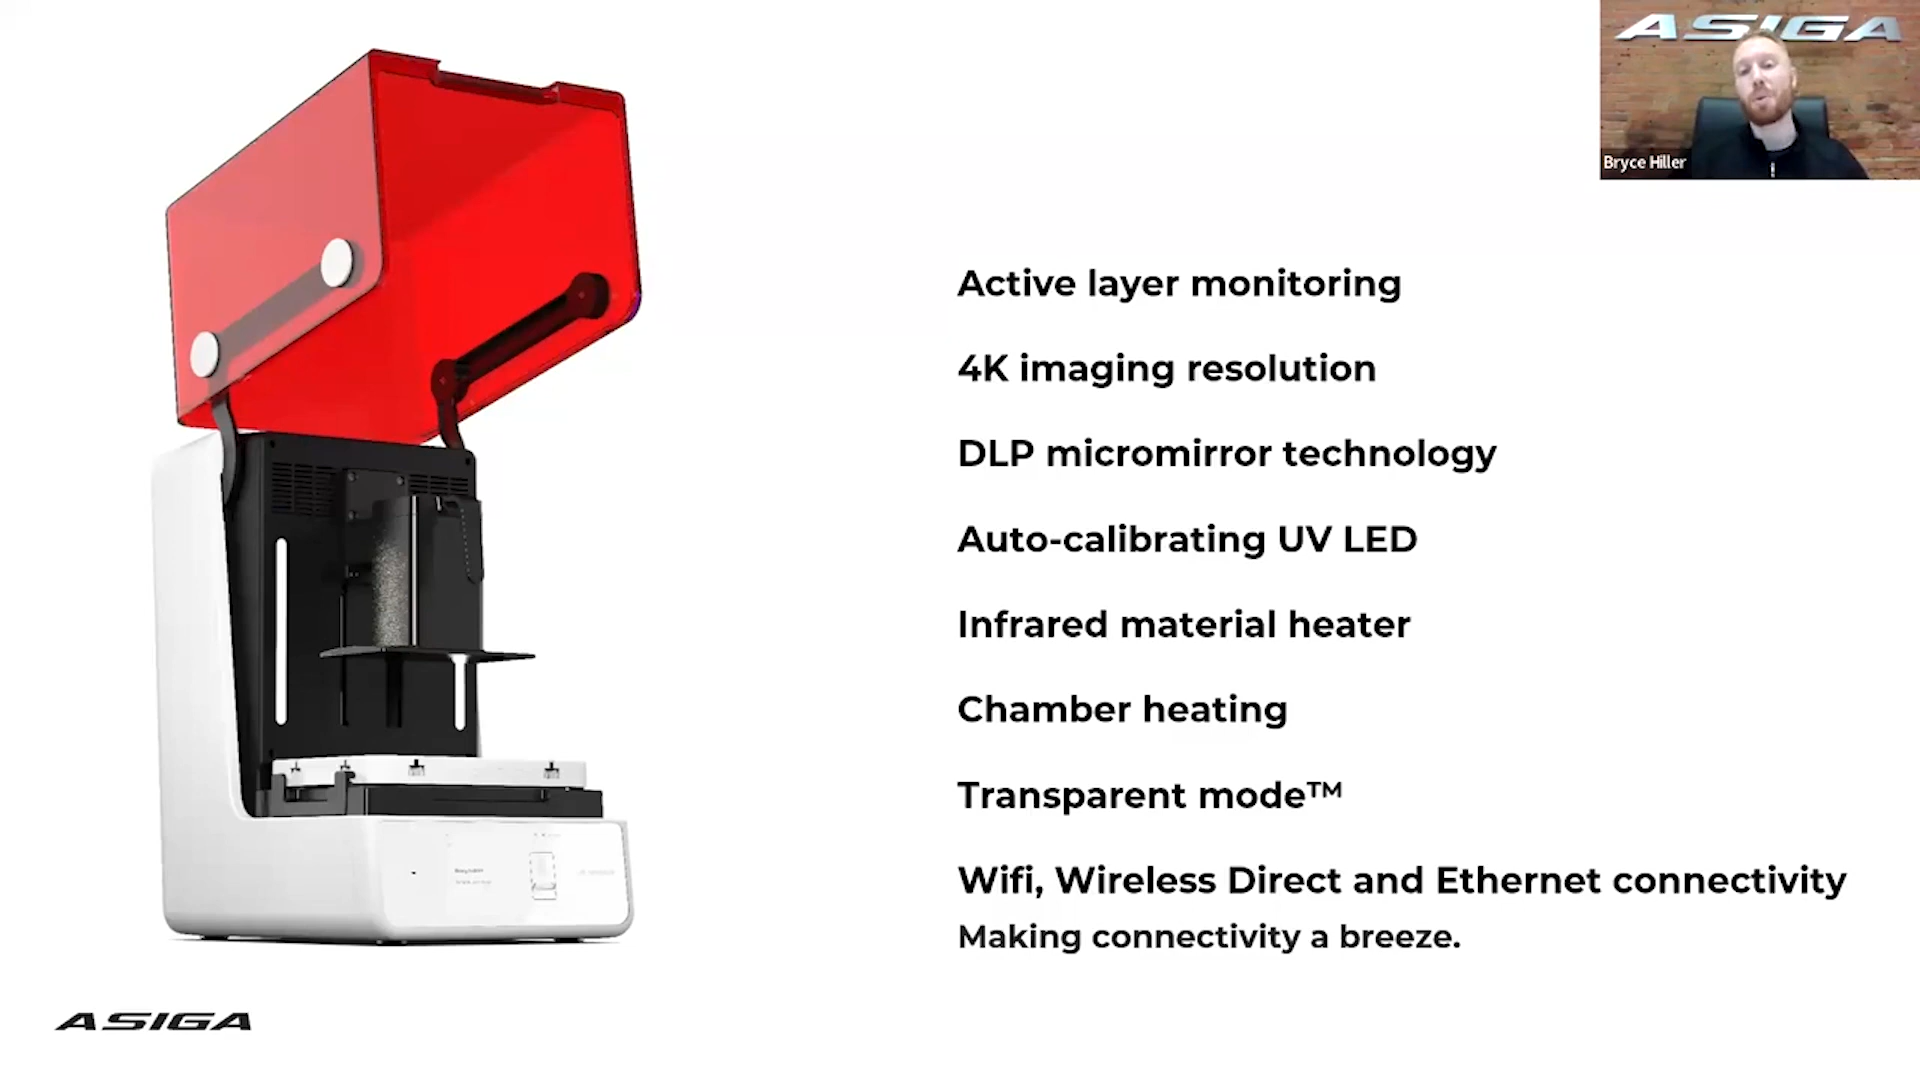 ASIGA
Bryce Hiller
Active layer monitoring
4K imaging resolution
DLP micromirror technology
Auto-calibrating UV LED
Infrared material heater
Chamber heating
Transparent mode™
Wifi, Wireless Direct and Ethernet connectivity
Making connectivity a breeze.
ASIGA